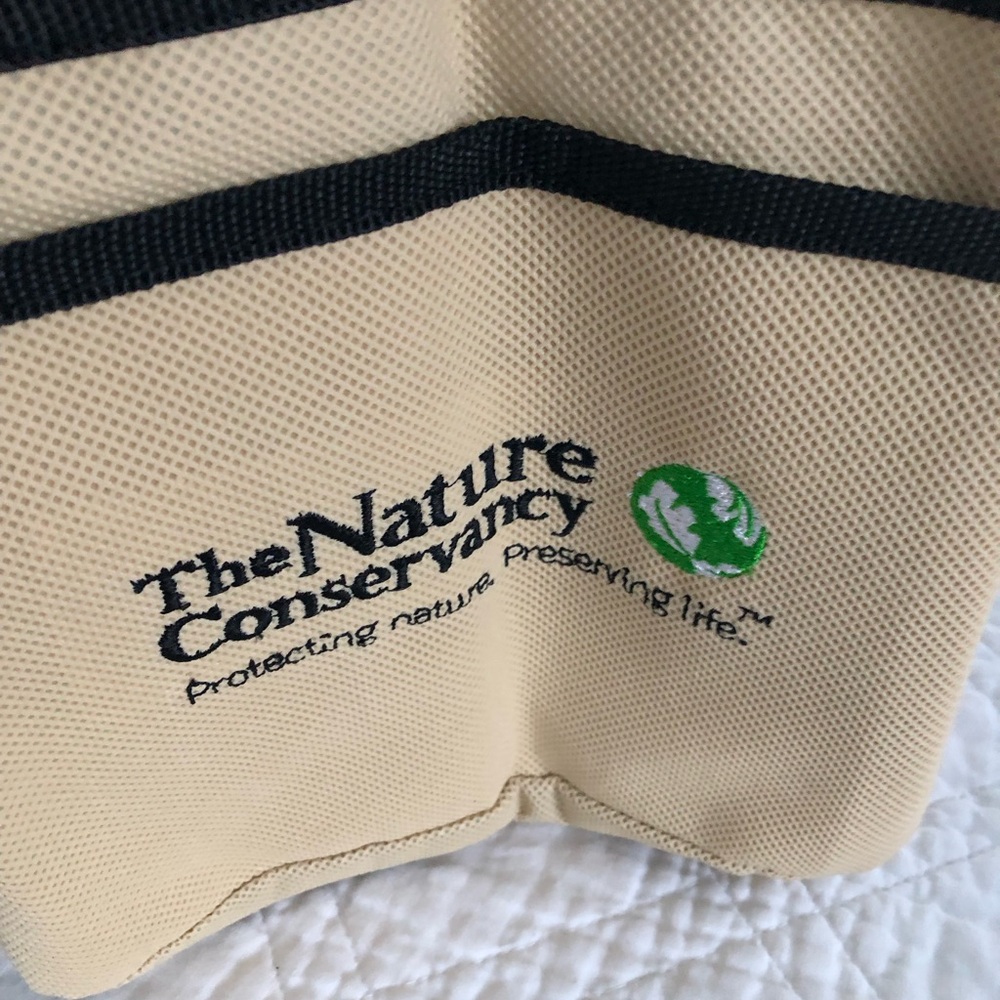 The Nature
Conservancy
Protecting nature. Preserving life.™